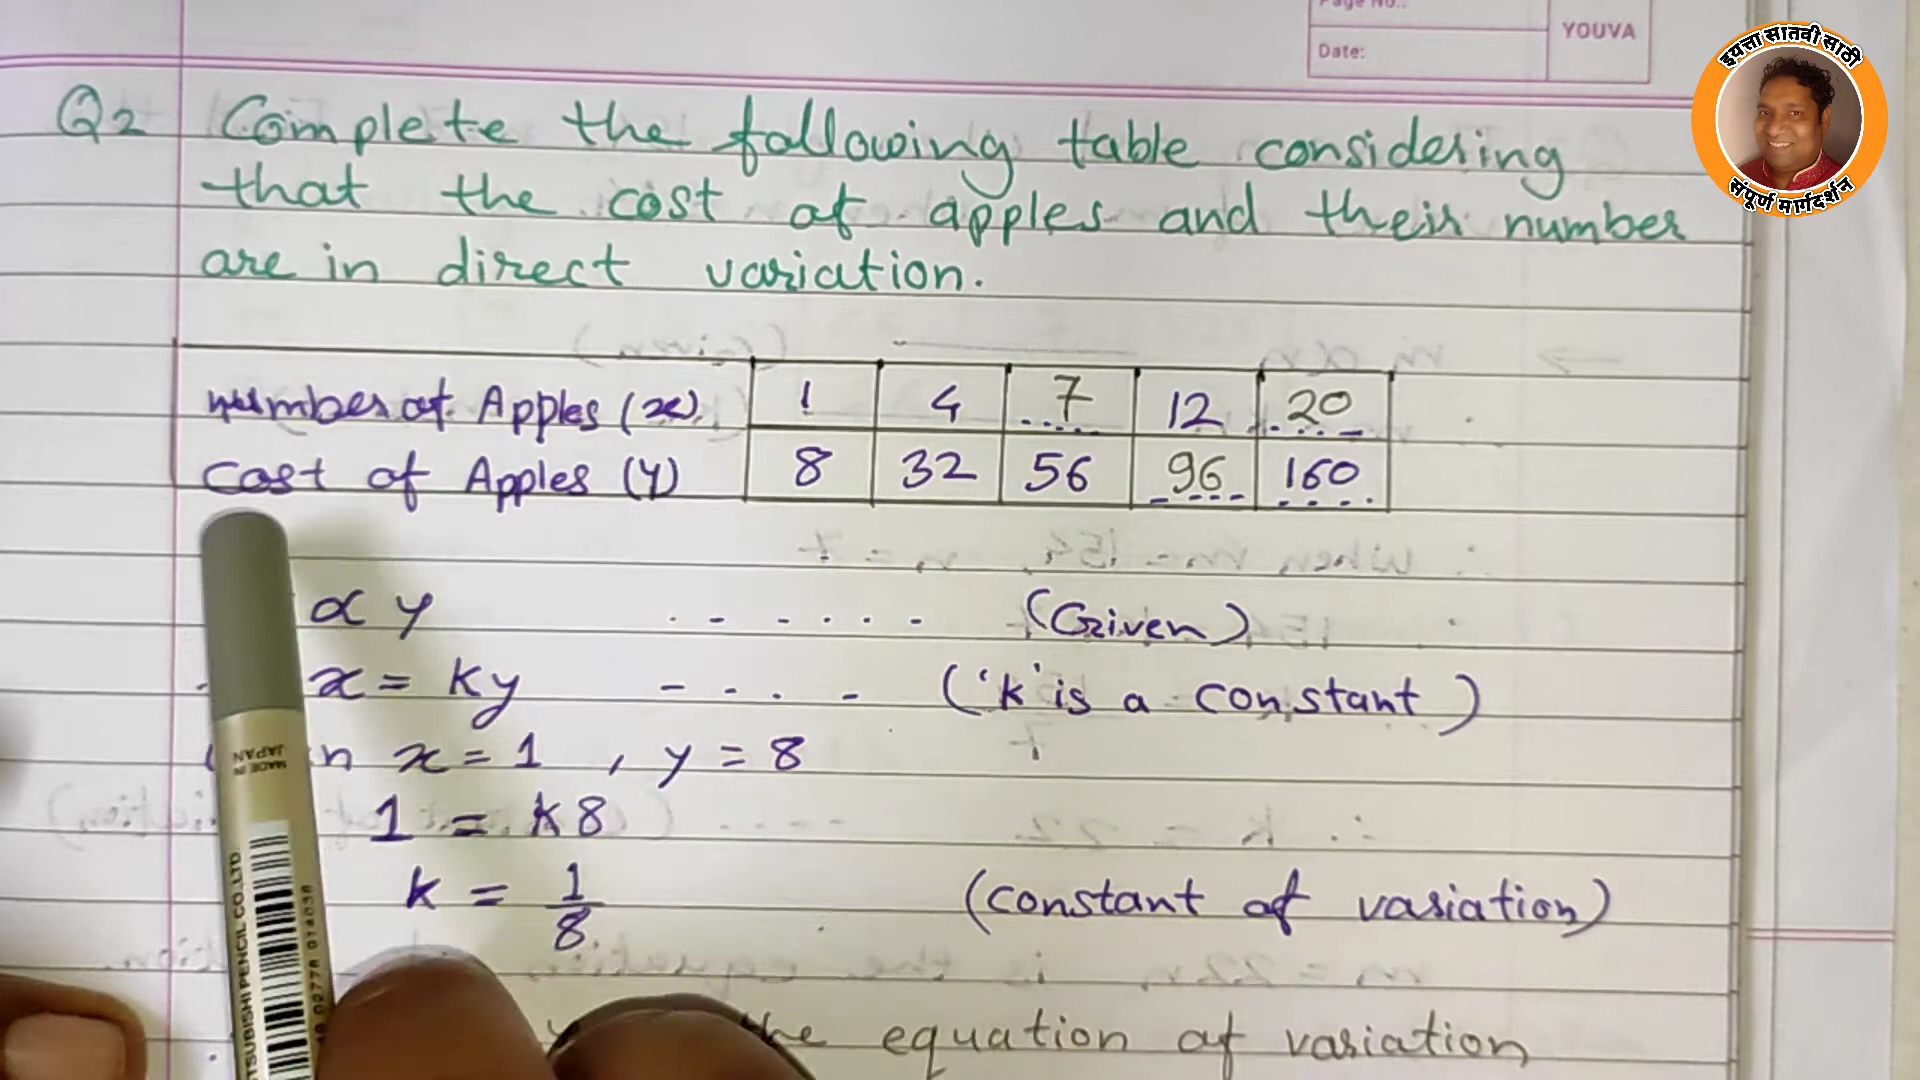 Page No.:
Date:
YOUVA
इयत्ता सातवी साठी
संपूर्ण मार्गदर्शन
Q2 Complete the following table considering
that the cost of apples and their number
are in direct variation.
number of Apples (x) 1 4 7 12 20
Cost of Apples (y) 8 32 56 96 160
∝ y ...... (Given)
x = ky .... ('k' is a constant)
x = 1, y = 8
1 = k8
k = 1/8 (constant of variation)
the equation of variation
MADE IN JAPAN
PENCIL CO.,LTD.